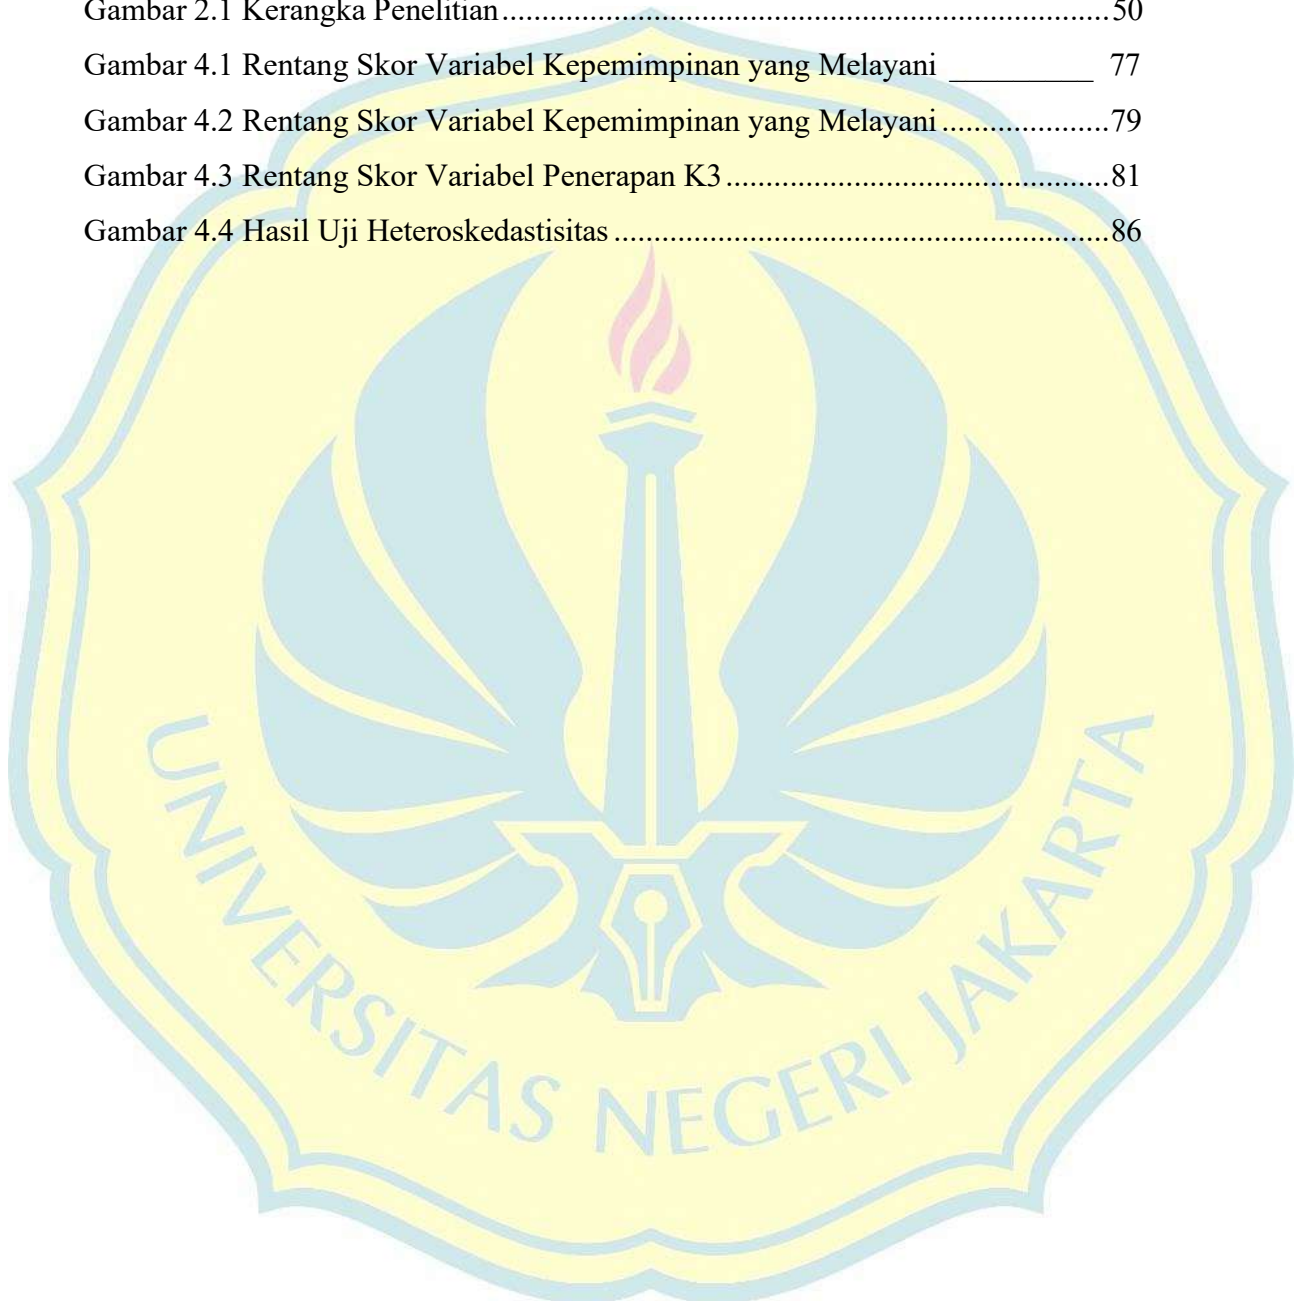 Gambar 2.1 Kerangka Penelitian............................................................................50
Gambar 4.1 Rentang Skor Variabel Kepemimpinan yang Melayani _________ 77
Gambar 4.2 Rentang Skor Variabel Kepemimpinan yang Melayani.....................79
Gambar 4.3 Rentang Skor Variabel Penerapan K3................................................81
Gambar 4.4 Hasil Uji Heteroskedastisitas..............................................................86
UNIVERSITAS NEGERI JAKARTA